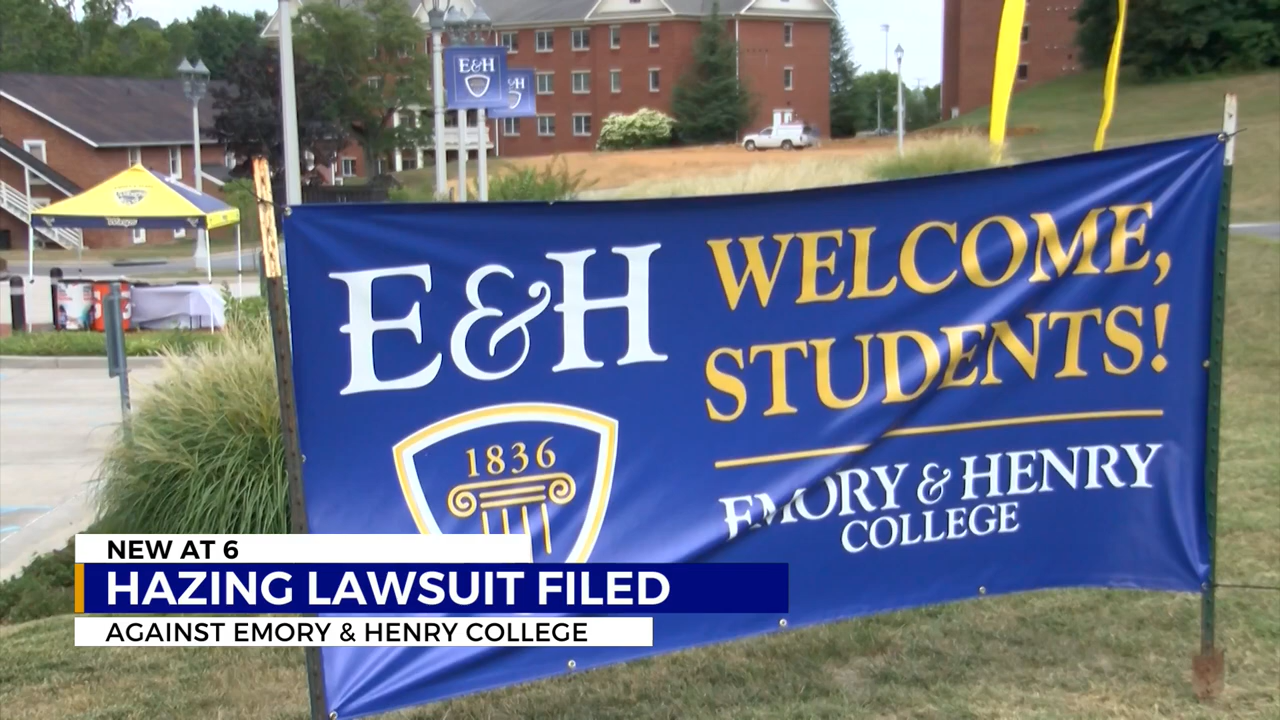 E&H
&H
E&H
WELCOME,
STUDENTS!
1836
EMORY & HENRY
COLLEGE
NEW AT 6
HAZING LAWSUIT FILED
AGAINST EMORY & HENRY COLLEGE